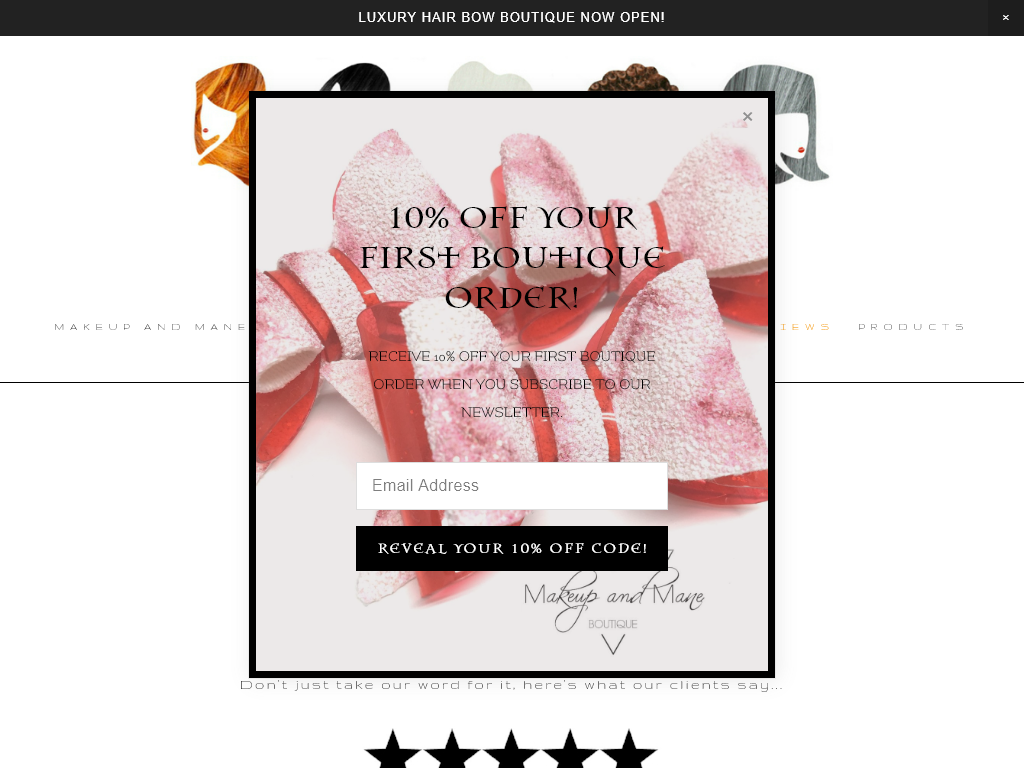 LUXURY HAIR BOW BOUTIQUE NOW OPEN!
×
×
10% OFF YOUR
FIRST BOUTIQUE
ORDER!
MAKEUP AND MANE
IEWS
PRODUCTS
RECEIVE 10% OFF YOUR FIRST BOUTIQUE
ORDER WHEN YOU SUBSCRIBE TO OUR
NEWSLETTER.
Email Address
REVEAL YOUR 10% OFF CODE!
Makeup and Mane
BOUTIQUE
Don't just take our word for it, here's what our clients say...